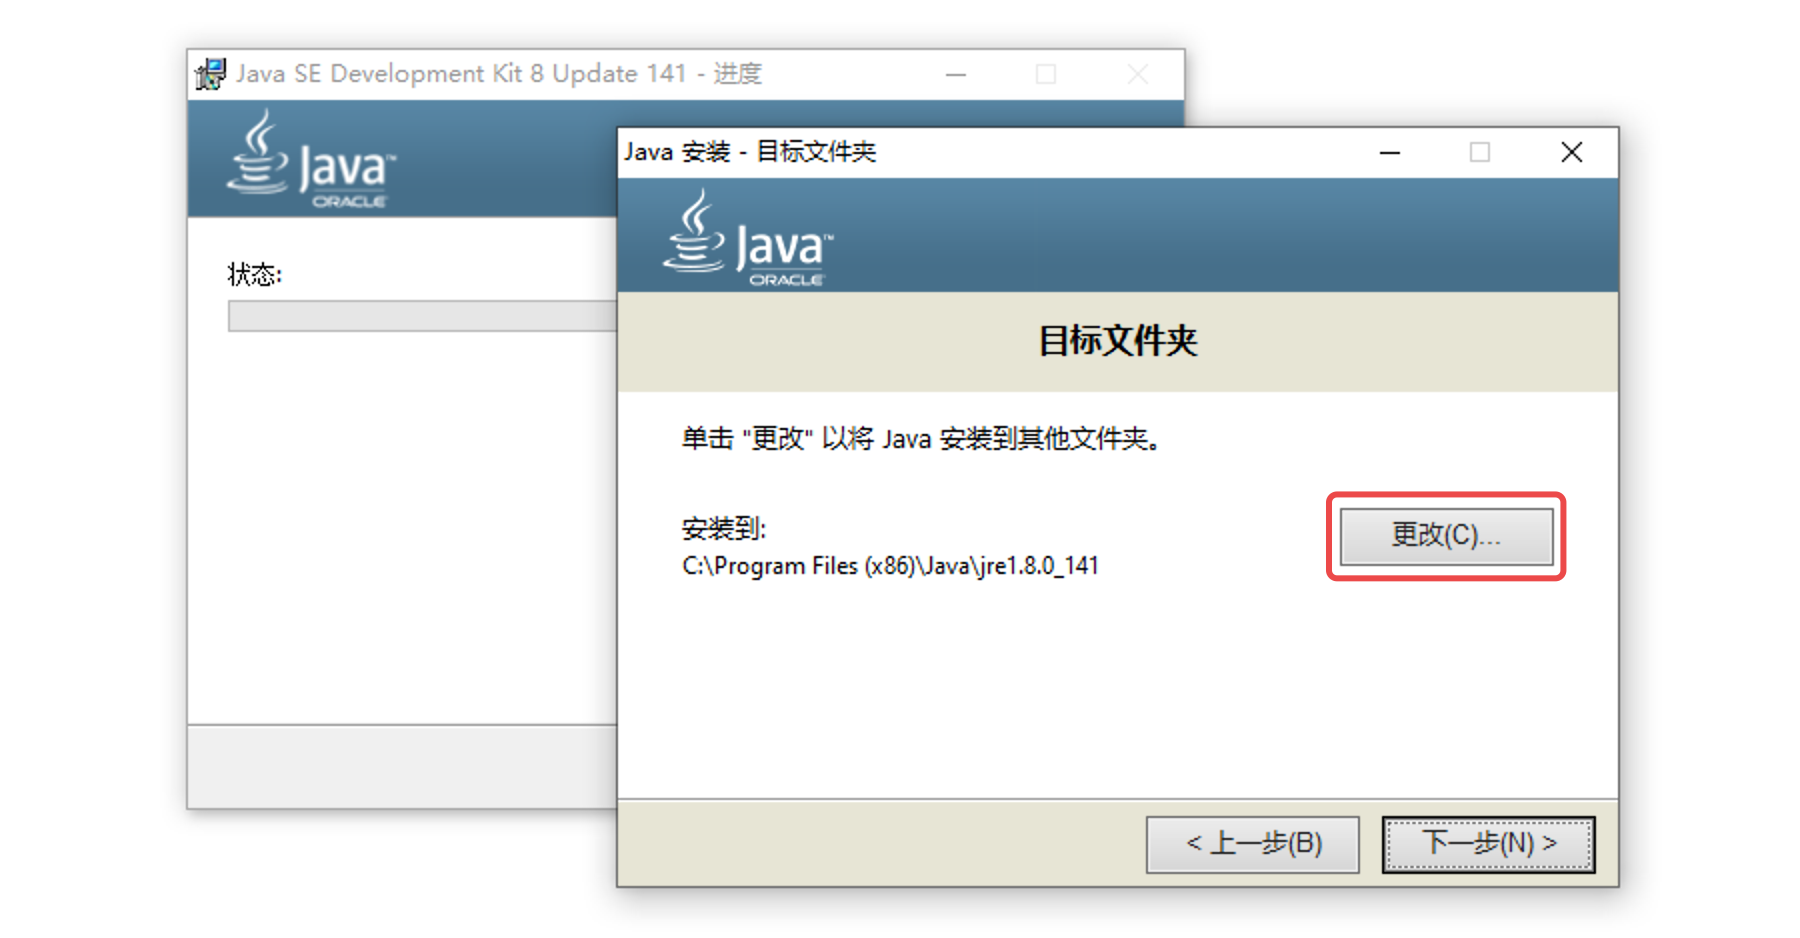 Java SE Development Kit 8 Update 141 - 进度
Java™
ORACLE
状态:
Java 安装 - 目标文件夹
Java™
ORACLE
目标文件夹
单击 "更改" 以将 Java 安装到其他文件夹。
安装到:
更改(C)...
C:\Program Files (x86)\Java\jre1.8.0_141
< 上一步(B)
下一步(N) >